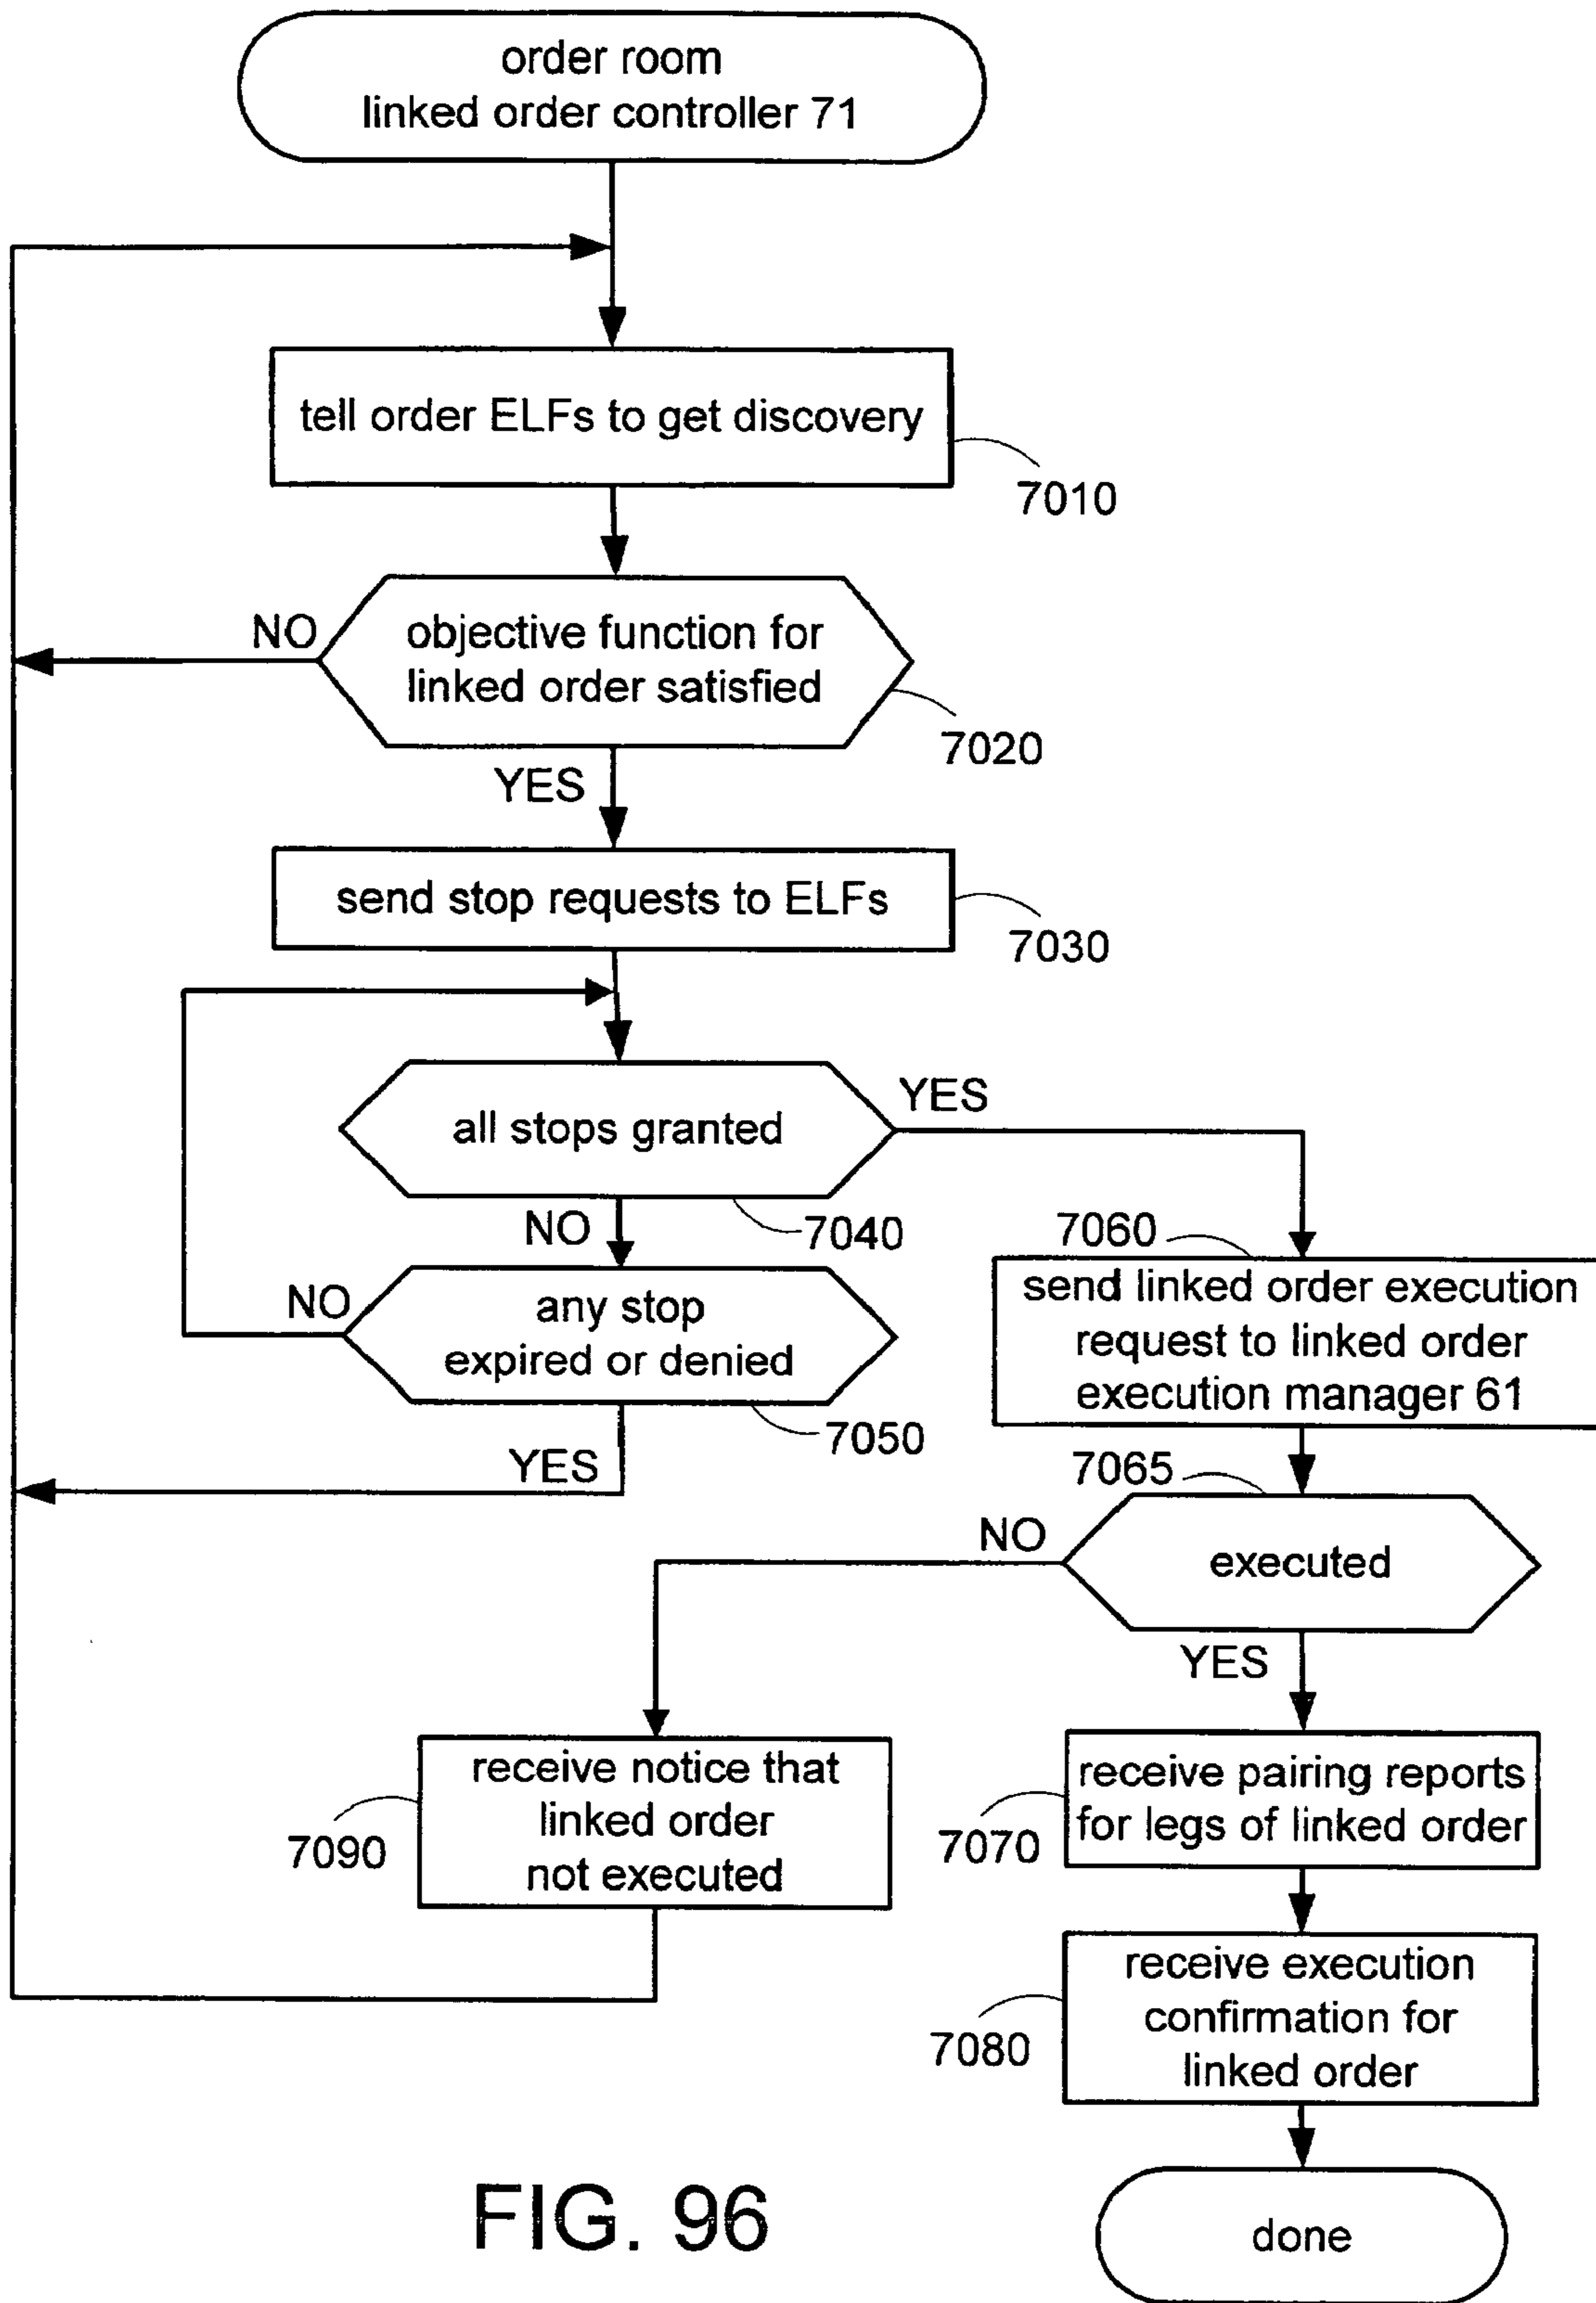 order room
linked order controller 71
tell order ELFs to get discovery
7010
NO
objective function for
linked order satisfied
7020
YES
send stop requests to ELFs
7030
all stops granted
YES
7040
NO
NO
any stop
expired or denied
7050
YES
7060
send linked order execution
request to linked order
execution manager 61
7065
NO
executed
YES
receive notice that
linked order
not executed
7090
receive pairing reports
for legs of linked order
7070
receive execution
confirmation for
linked order
7080
done
FIG. 96